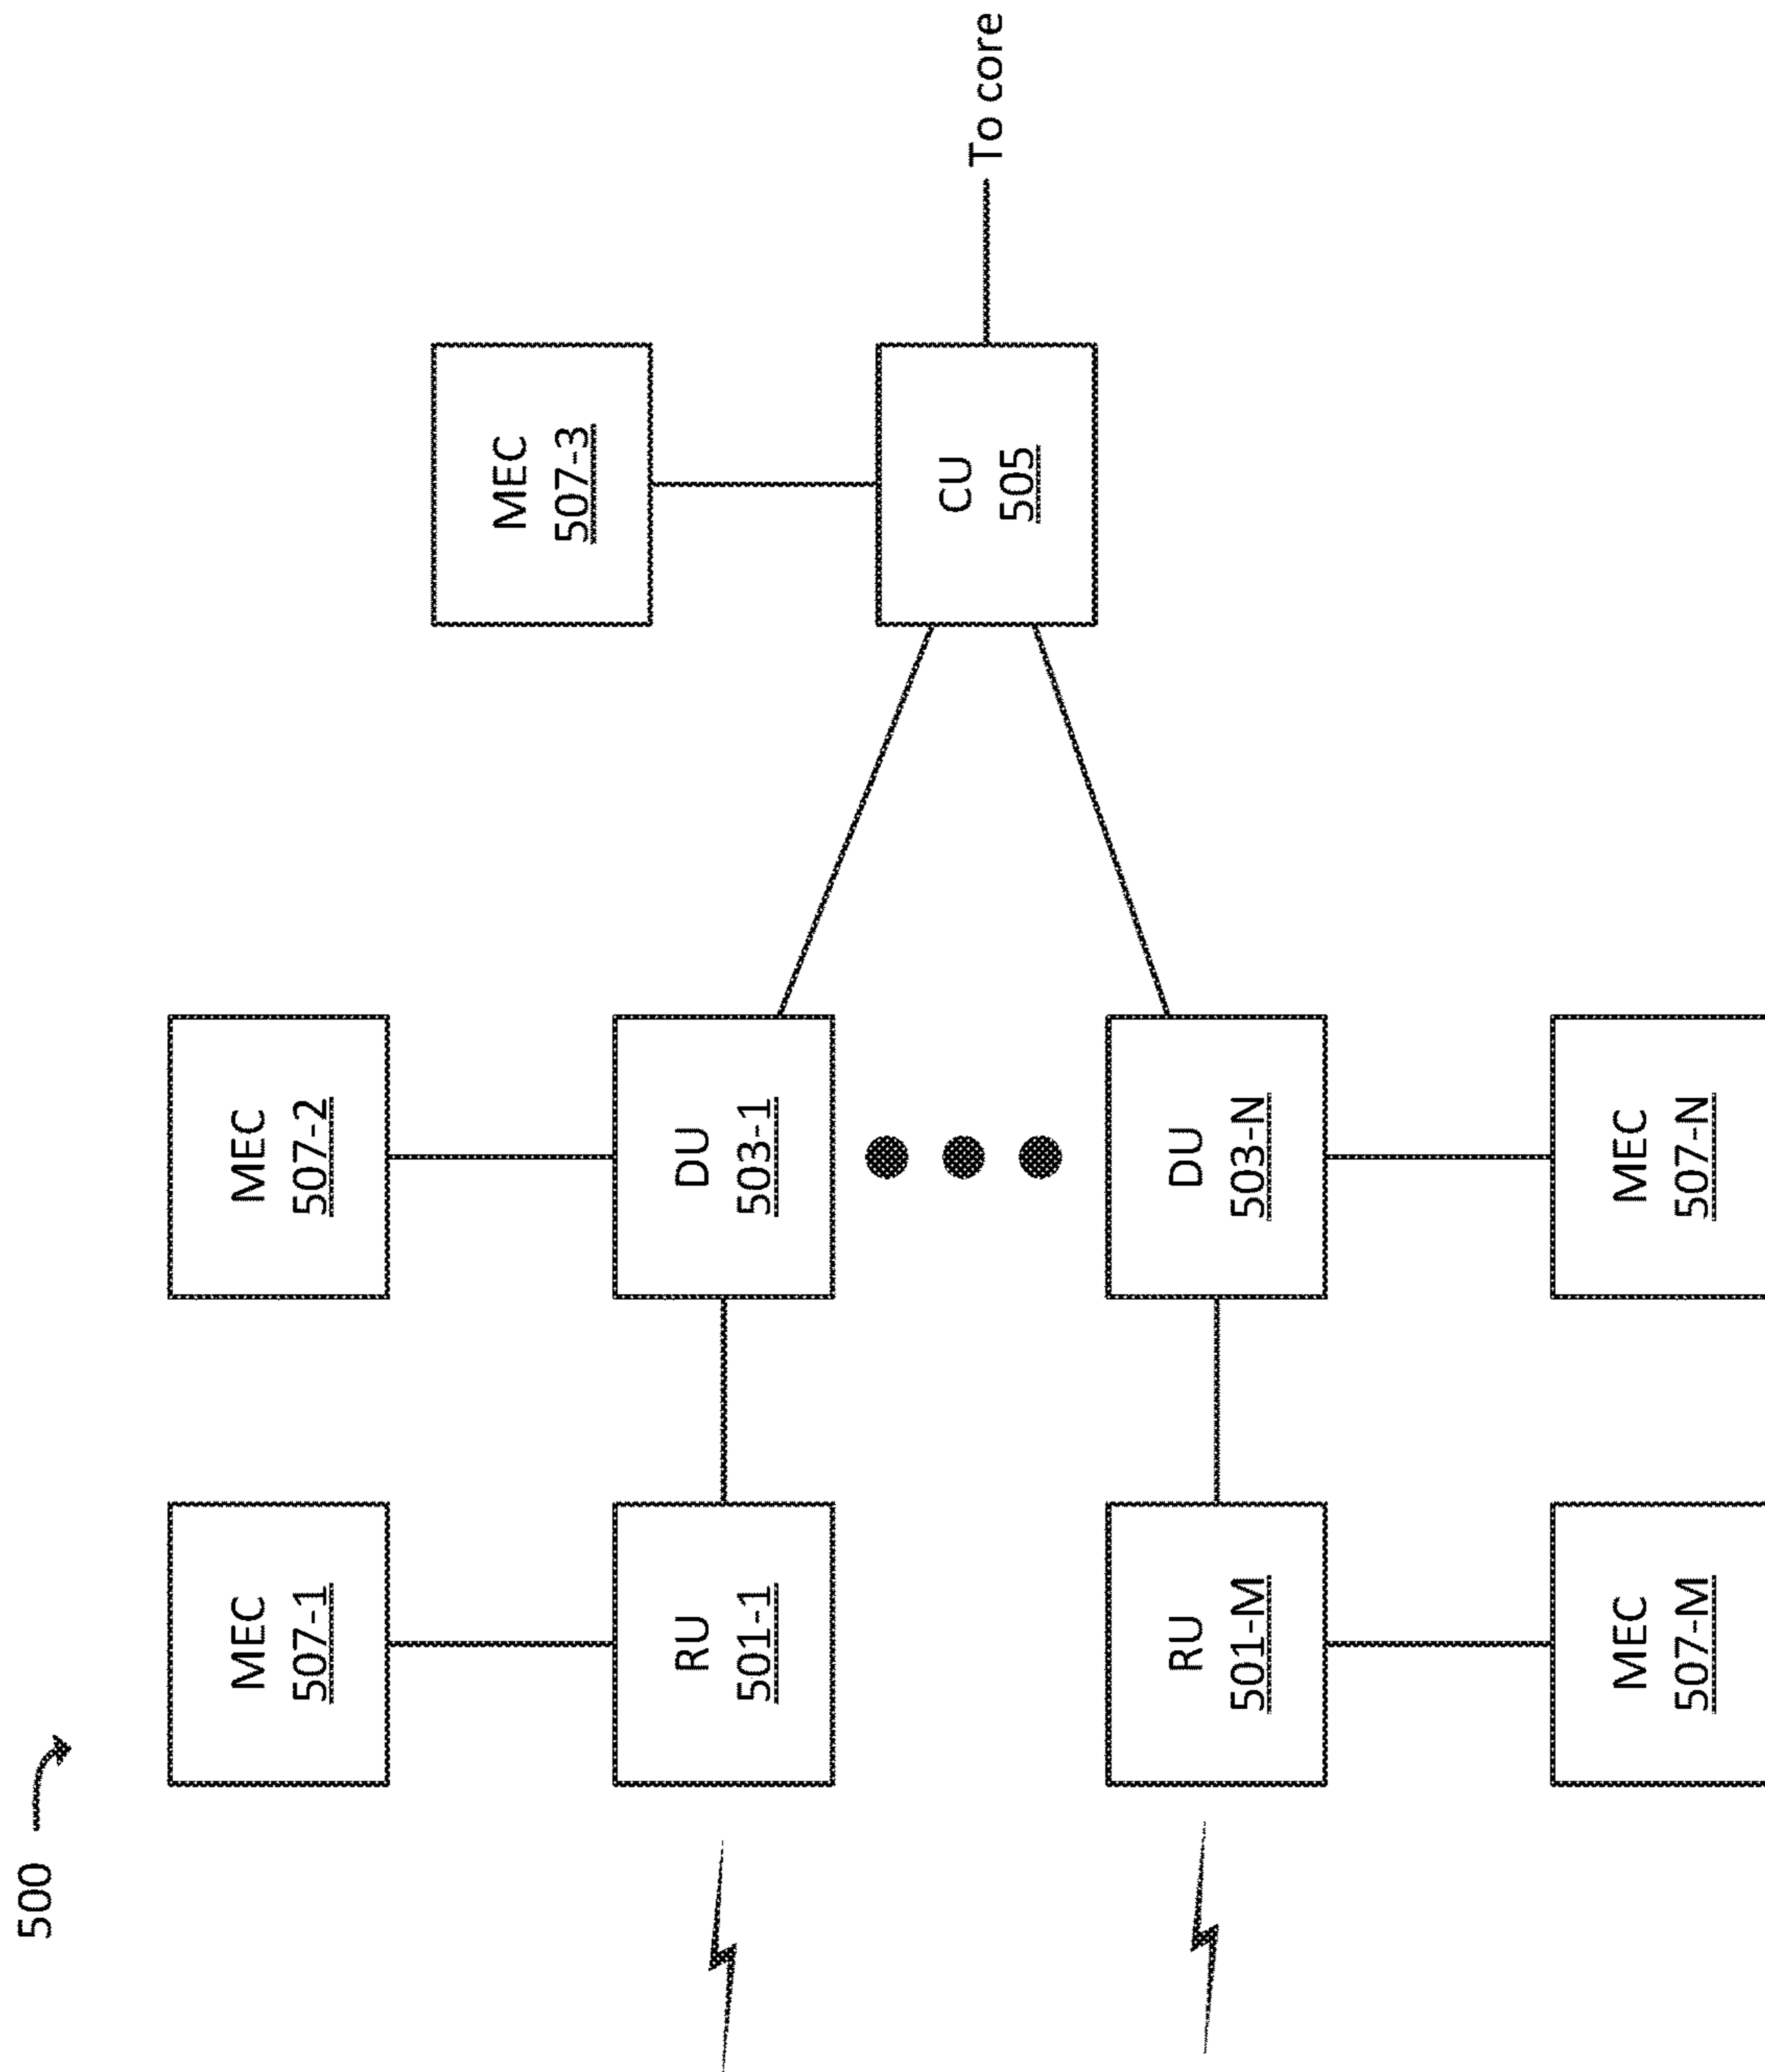 500
MEC
507-1
MEC
507-2
MEC
507-3
RU
501-1
DU
503-1
CU
505
To core
RU
501-M
DU
503-N
MEC
507-M
MEC
507-N